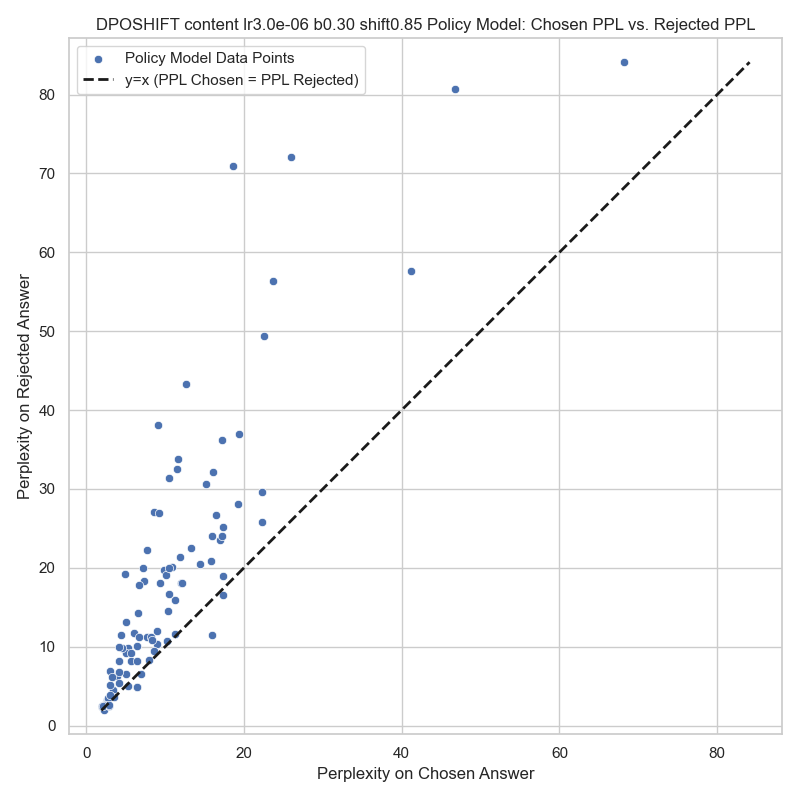 DPOSHIFT content lr3.0e-06 b0.30 shift0.85 Policy Model: Chosen PPL vs. Rejected PPL
Policy Model Data Points
y=x (PPL Chosen = PPL Rejected)
Perplexity on Rejected Answer
80
70
60
50
40
30
20
10
0
0 20 40 60 80
Perplexity on Chosen Answer